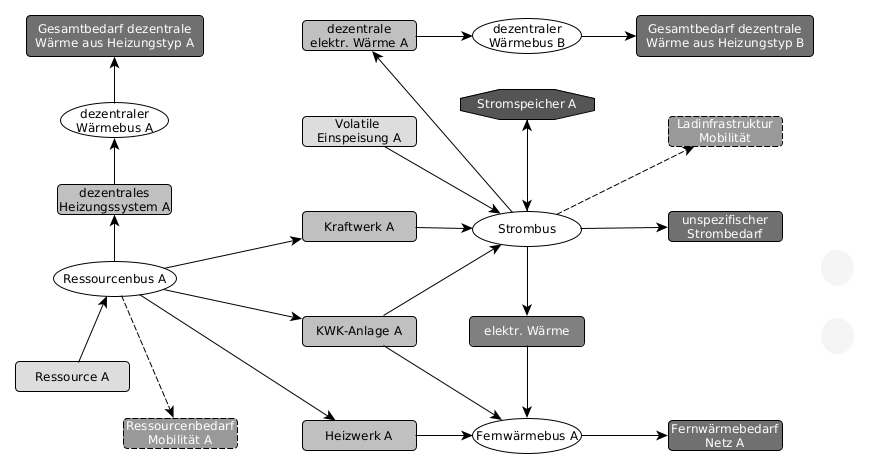 Gesamtbedarf dezentrale
Wärme aus Heizungstyp A
dezentrale
elektr. Wärme A
dezentraler
Wärmebus B
Gesamtbedarf dezentrale
Wärme aus Heizungstyp B
Stromspeicher A
dezentraler
Wärmebus A
Volatile
Einspeisung A
Ladinfrastruktur
Mobilität
dezentrales
Heizungssystem A
Kraftwerk A
Strombus
unspezifischer
Strombedarf
Ressourcenbus A
KWK-Anlage A
elektr. Wärme
Ressource A
Ressourcenbedarf
Mobilität A
Heizwerk A
Fernwärmebus A
Fernwärmebedarf
Netz A